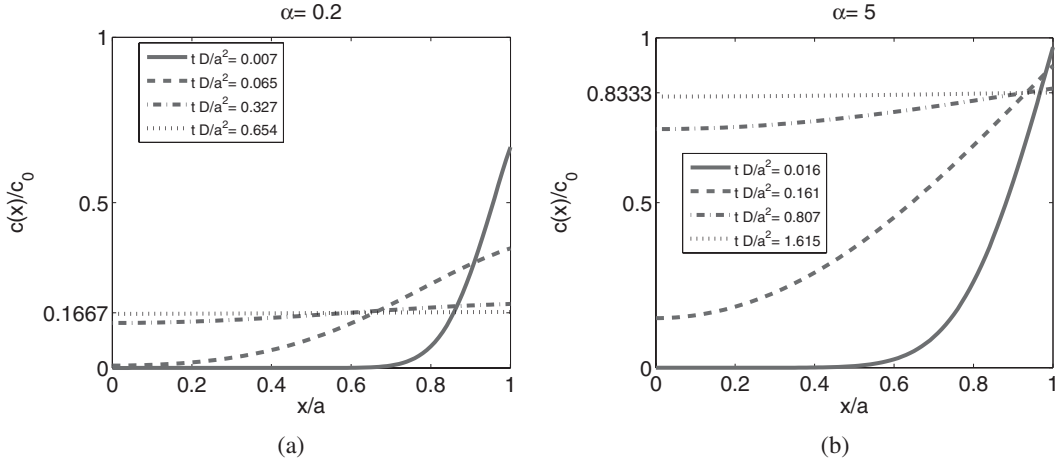 α= 0.2
1
0.5
0.1667
0
c(x)/c₀
t D/a²= 0.007
t D/a²= 0.065
t D/a²= 0.327
t D/a²= 0.654
0 0.2 0.4 0.6 0.8 1
x/a
(a)
α= 5
1
0.8333
0.5
0
c(x)/c₀
t D/a²= 0.016
t D/a²= 0.161
t D/a²= 0.807
t D/a²= 1.615
0 0.2 0.4 0.6 0.8 1
x/a
(b)